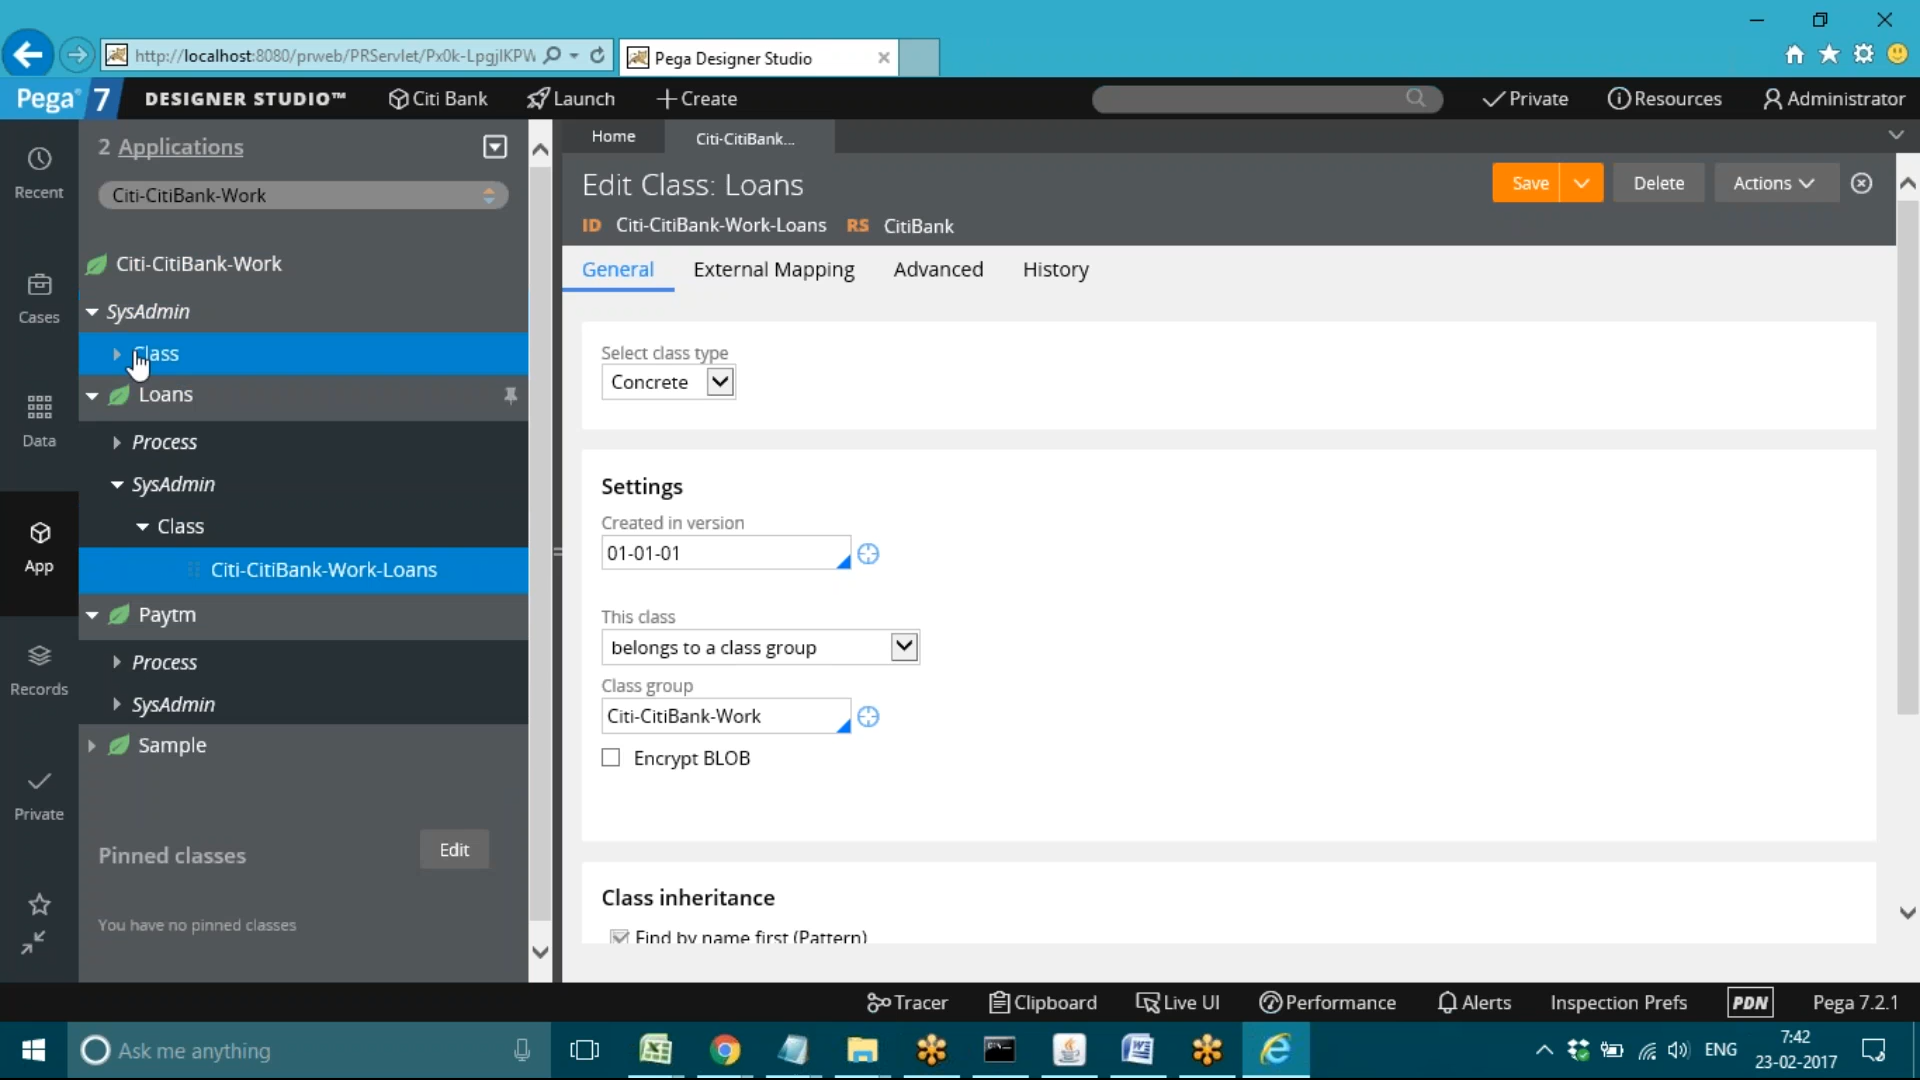 http://localhost:8080/prweb/PRServlet/Px0k-LpgjlKPW
Pega Designer Studio
Pega 7
DESIGNER STUDIO™
Citi Bank
Launch
Create
Private
Resources
Administrator
Recent
Cases
Data
App
Records
Private
2 Applications
Citi-CitiBank-Work
Citi-CitiBank-Work
SysAdmin
Class
Loans
Process
SysAdmin
Class
Citi-CitiBank-Work-Loans
Paytm
Process
SysAdmin
Sample
Pinned classes
Edit
You have no pinned classes
Home
Citi-CitiBank...
Edit Class: Loans
ID Citi-CitiBank-Work-Loans RS CitiBank
Save
Delete
Actions
General
External Mapping
Advanced
History
Select class type
Concrete
Settings
Created in version
01-01-01
This class
belongs to a class group
Class group
Citi-CitiBank-Work
Encrypt BLOB
Class inheritance
Find by name first (Pattern)
Tracer
Clipboard
Live UI
Performance
Alerts
Inspection Prefs
PDN
Pega 7.2.1
Ask me anything
ENG
7:42
23-02-2017